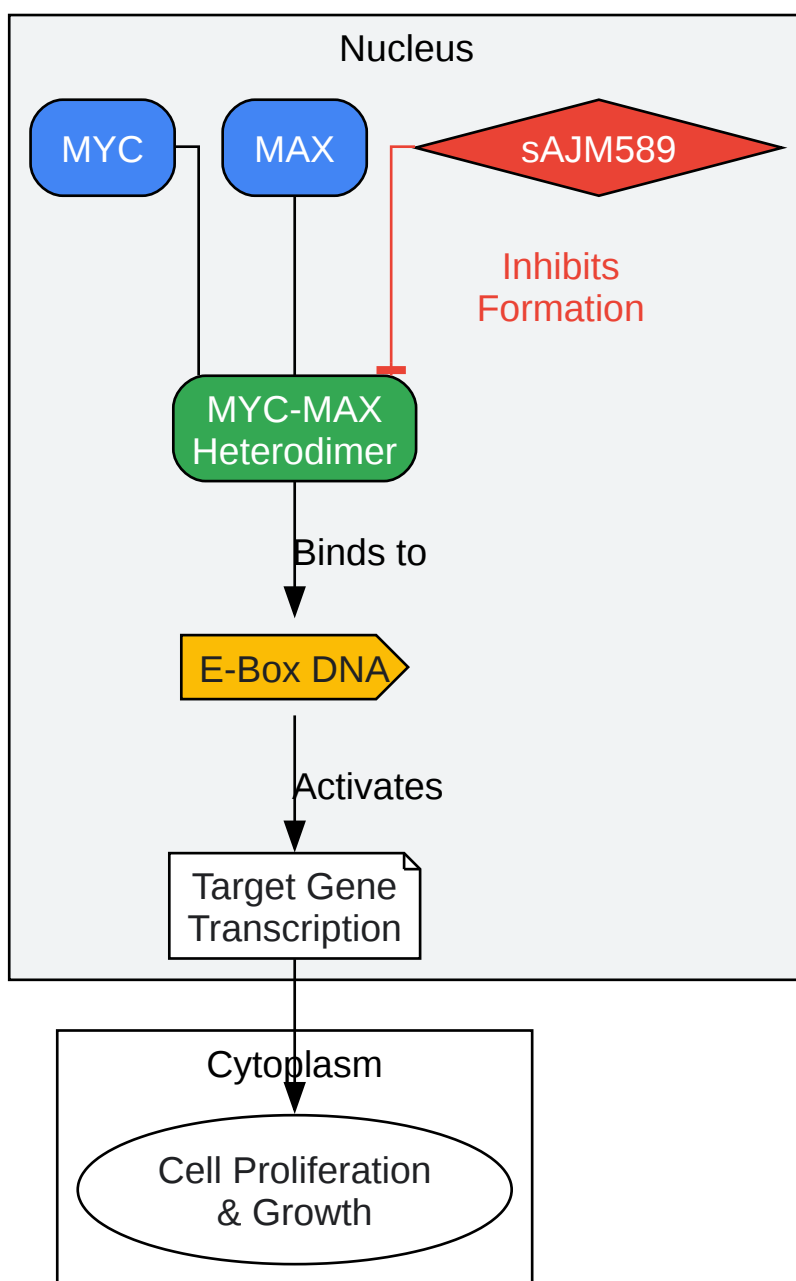 Nucleus
MYC
MAX
sAJM589
Inhibits
Formation
MYC-MAX
Heterodimer
Binds to
E-Box DNA
Activates
Target Gene
Transcription
Cytoplasm
Cell Proliferation
& Growth